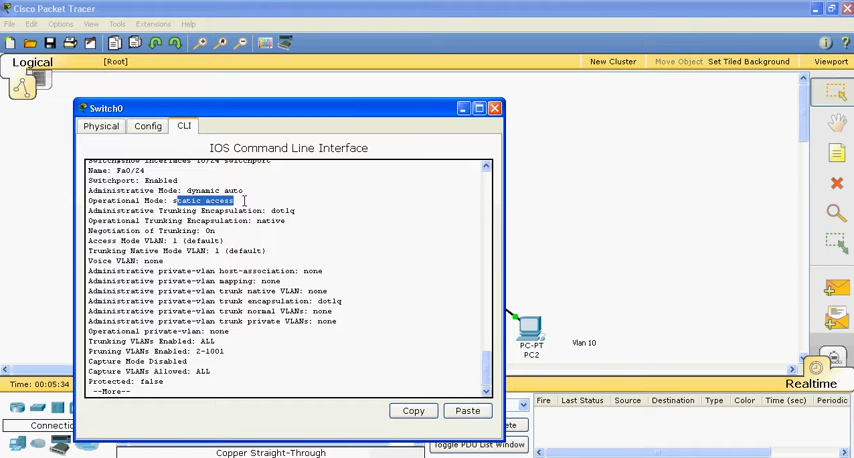 Cisco Packet Tracer
File Edit Options View Tools Extensions Help
Logical
[Root]
New Cluster
Move Object
Set Tiled Background
Viewport
Switch0
Physical
Config
CLI
IOS Command Line Interface
Switch#show interfaces fo/24 switchport
Name: Fa0/24
Switchport: Enabled
Administrative Mode: dynamic auto
Operational Mode: static access
Administrative Trunking Encapsulation: dot1q
Operational Trunking Encapsulation: native
Negotiation of Trunking: On
Access Mode VLAN: 1 (default)
Trunking Native Mode VLAN: 1 (default)
Voice VLAN: none
Administrative private-vlan host-association: none
Administrative private-vlan mapping: none
Administrative private-vlan trunk native VLAN: none
Administrative private-vlan trunk encapsulation: dot1q
Administrative private-vlan trunk normal VLANs: none
Administrative private-vlan trunk private VLANs: none
Operational private-vlan: none
Trunking VLANs Enabled: ALL
Pruning VLANs Enabled: 2-1001
Capture Mode Disabled
Capture VLANs Allowed: ALL
Protected: false
--More--
Copy
Paste
PC-PT
PC2
Vlan 10
Time: 00:05:34
Realtime
Fire
Last Status
Source
Destination
Type
Color
Time (sec)
Periodic
Connectio
Toggle PDU List Window
Copper Straight-Through